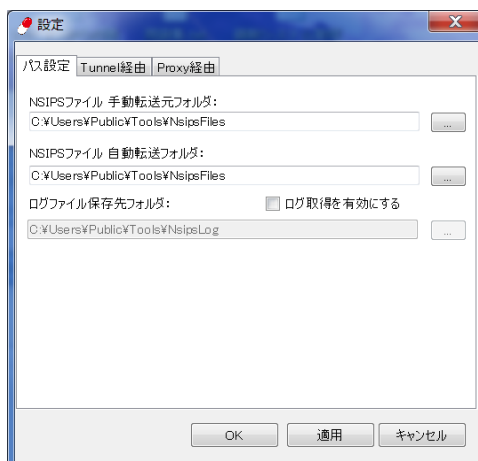 設定
パス設定 Tunnel経由 Proxy経由
NSIPSファイル 手動転送元フォルダ:
C:¥Users¥Public¥Tools¥NsipsFiles
...
NSIPSファイル 自動転送フォルダ:
C:¥Users¥Public¥Tools¥NsipsFiles
...
ログファイル保存先フォルダ: ログ取得を有効にする
C:¥Users¥Public¥Tools¥NsipsLog
...
OK 適用 キャンセル